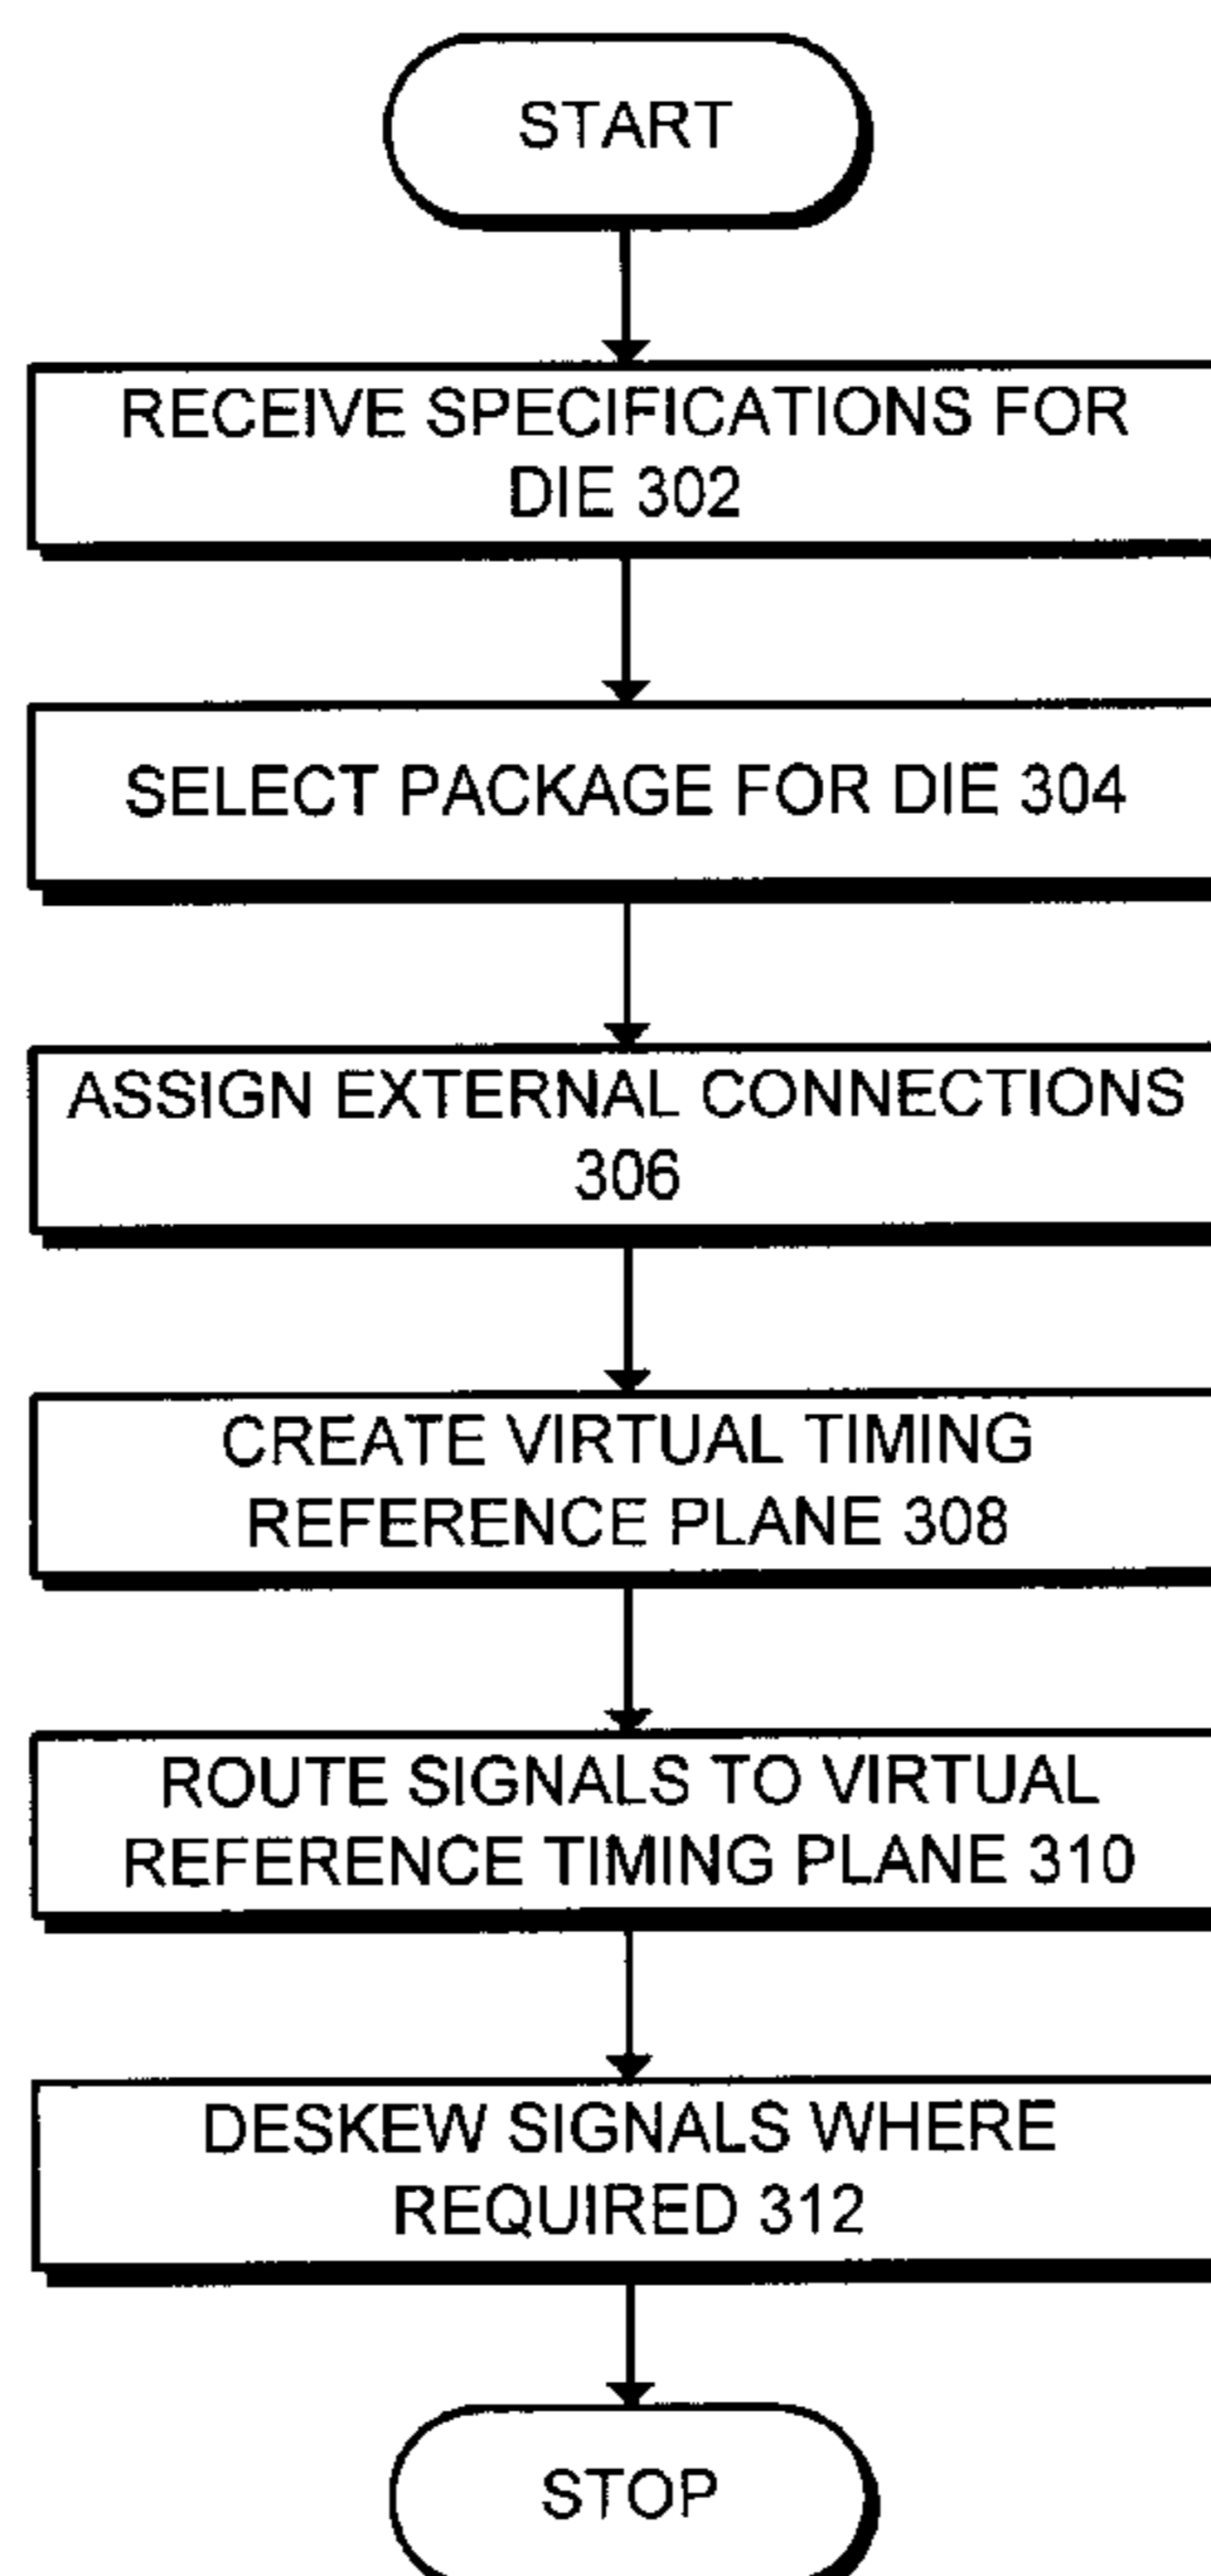 START
RECEIVE SPECIFICATIONS FOR
DIE 302
SELECT PACKAGE FOR DIE 304
ASSIGN EXTERNAL CONNECTIONS
306
CREATE VIRTUAL TIMING
REFERENCE PLANE 308
ROUTE SIGNALS TO VIRTUAL
REFERENCE TIMING PLANE 310
DESKEW SIGNALS WHERE
REQUIRED 312
STOP